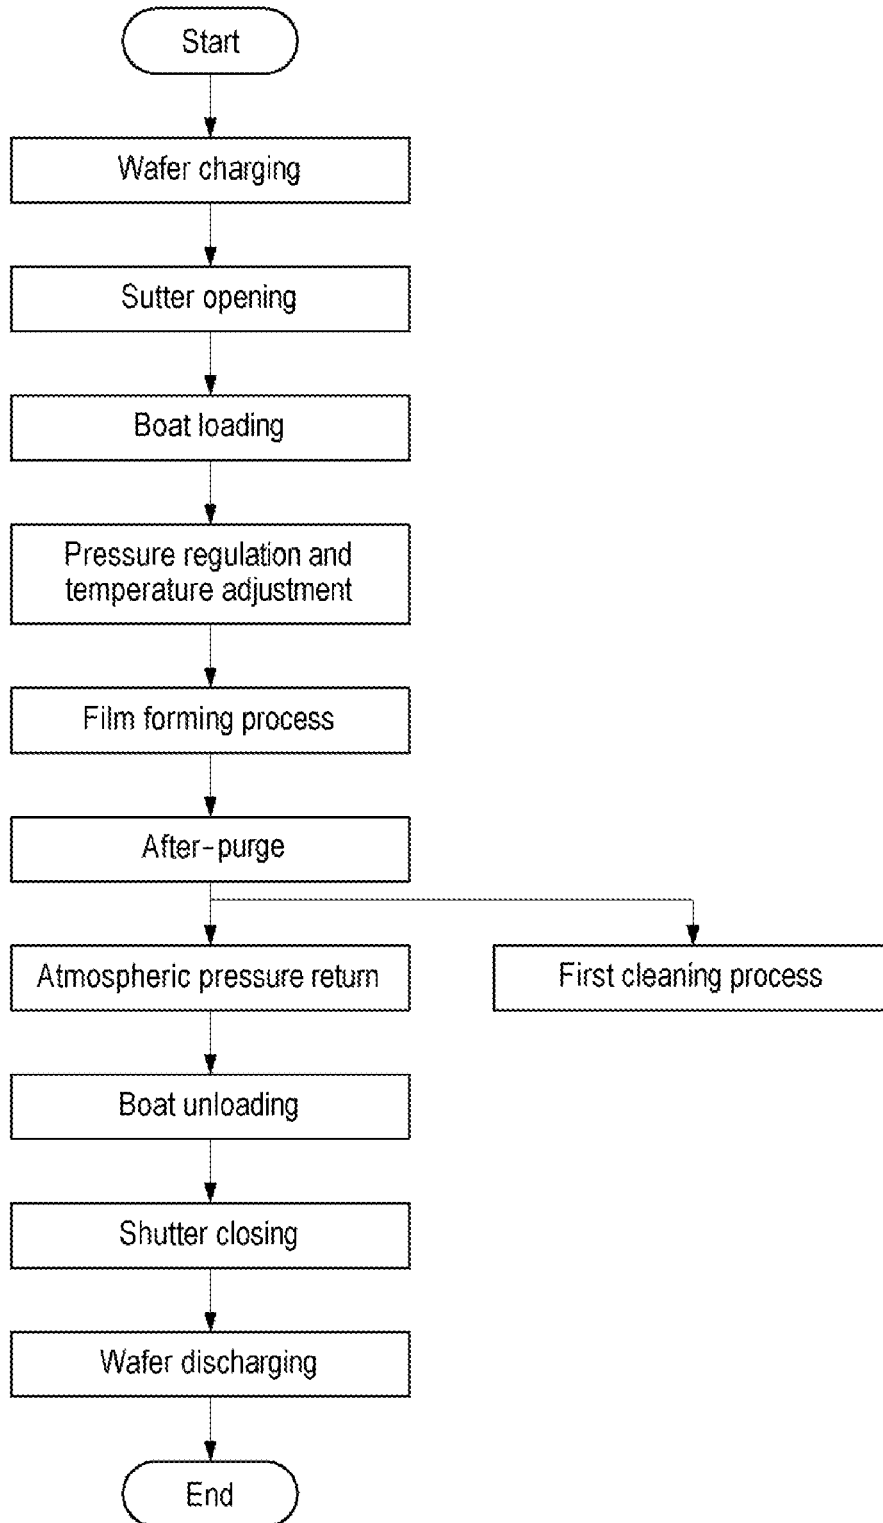 Start
Wafer charging
Sutter opening
Boat loading
Pressure regulation and
temperature adjustment
Film forming process
After-purge
Atmospheric pressure return
First cleaning process
Boat unloading
Shutter closing
Wafer discharging
End